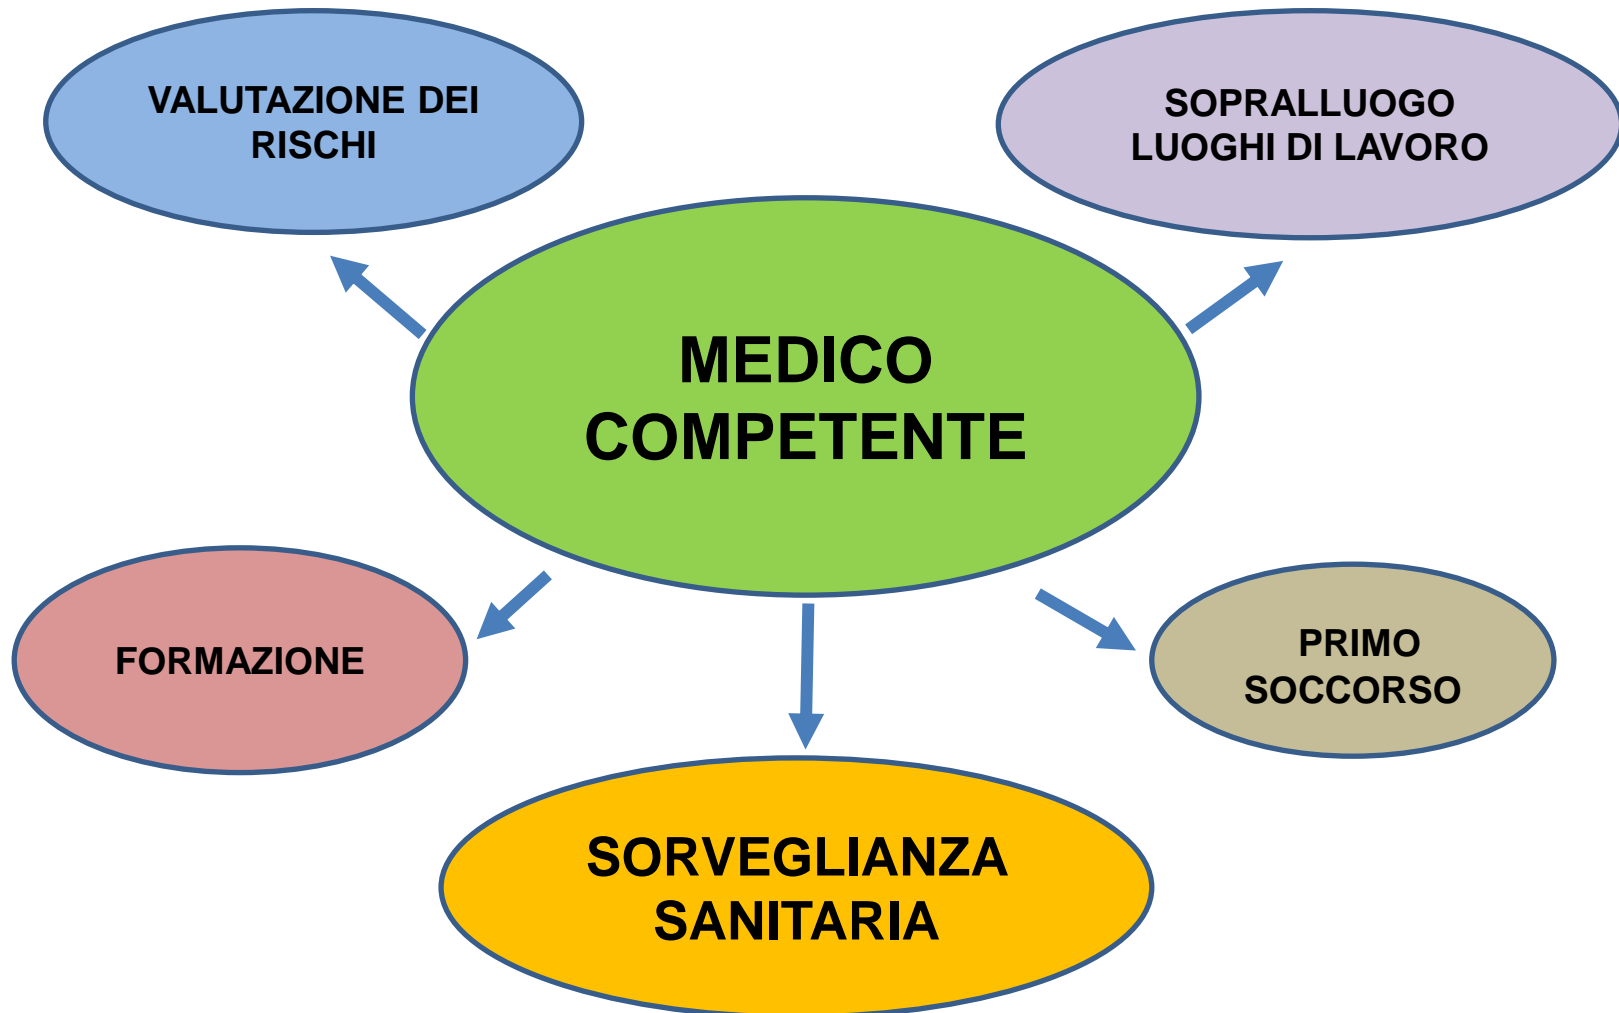 VALUTAZIONE DEI
RISCHI
SOPRALLUOGO
LUOGHI DI LAVORO
MEDICO
COMPETENTE
FORMAZIONE
PRIMO
SOCCORSO
SORVEGLIANZA
SANITARIA